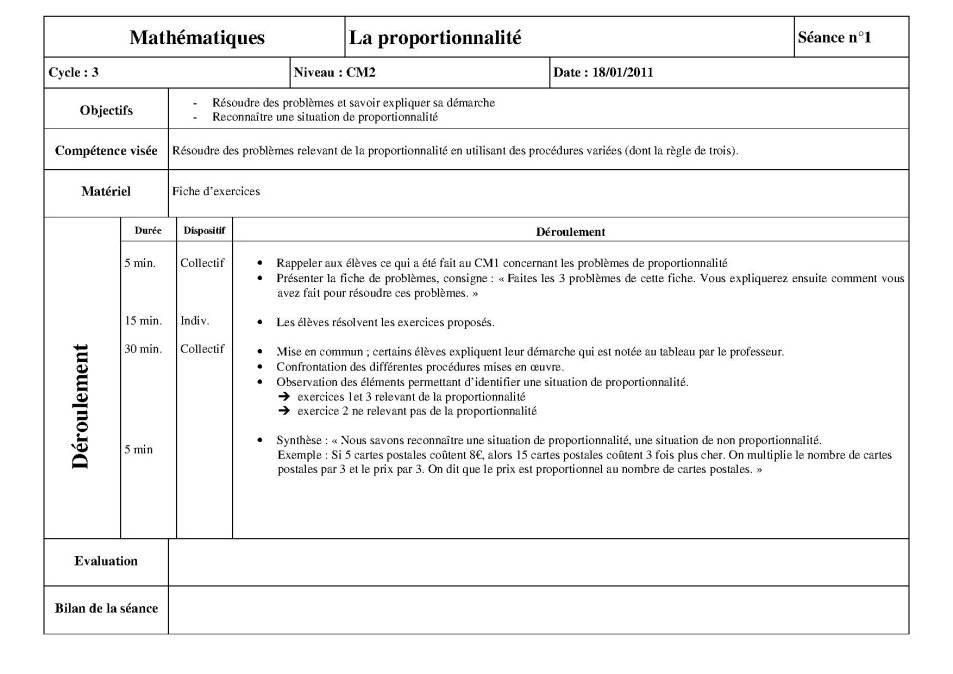 Mathématiques
La proportionnalité
Séance n°1
Cycle : 3
Niveau : CM2
Date : 18/01/2011
Objectifs
- Résoudre des problèmes et savoir expliquer sa démarche
- Reconnaître une situation de proportionnalité
Compétence visée
Résoudre des problèmes relevant de la proportionnalité en utilisant des procédures variées (dont la règle de trois).
Matériel
Fiche d'exercices
Déroulement
Durée
Dispositif
Déroulement
5 min.
Collectif
• Rappeler aux élèves ce qui a été fait au CM1 concernant les problèmes de proportionnalité
• Présenter la fiche de problèmes, consigne : « Faites les 3 problèmes de cette fiche. Vous expliquerez ensuite comment vous
avez fait pour résoudre ces problèmes. »
15 min.
Indiv.
• Les élèves résolvent les exercices proposés.
30 min.
Collectif
• Mise en commun ; certains élèves expliquent leur démarche qui est notée au tableau par le professeur.
• Confrontation des différentes procédures mises en œuvre.
• Observation des éléments permettant d'identifier une situation de proportionnalité.
➔ exercices 1et 3 relevant de la proportionnalité
➔ exercice 2 ne relevant pas de la proportionnalité
5 min
• Synthèse : « Nous savons reconnaître une situation de proportionnalité, une situation de non proportionnalité.
Exemple : Si 5 cartes postales coûtent 8€, alors 15 cartes postales coûtent 3 fois plus cher. On multiplie le nombre de cartes
postales par 3 et le prix par 3. On dit que le prix est proportionnel au nombre de cartes postales. »
Evaluation
Bilan de la séance